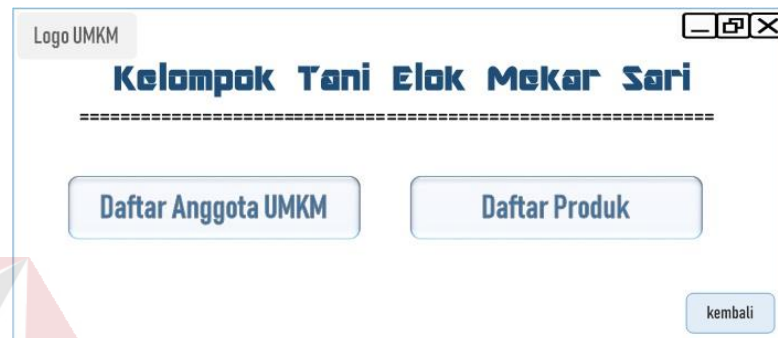 Logo UMKM
Kelompok Tani Elok Mekar Sari
==============================================================
Daftar Anggota UMKM
Daftar Produk
kembali